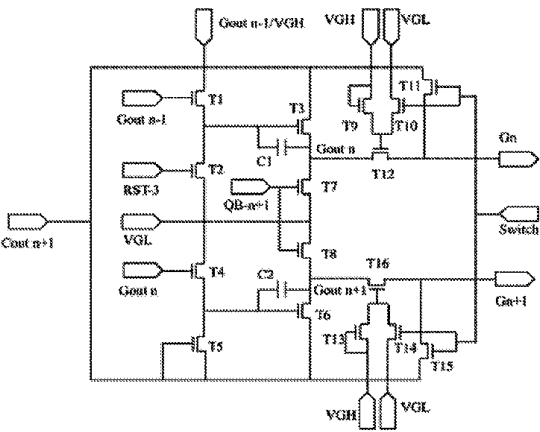 Gout n-1/VGH
VGH
VGL
T1
Gout n-1
T3
T9
T10
T11
C1
Gout n
T12
Gn
T2
RST-3
T7
QB-n+1
Cout n+1
VGL
Switch
T8
T4
Gout n
C2
T16
Gout n+1
Gn+1
T6
T5
T13
T14
T15
VGH
VGL